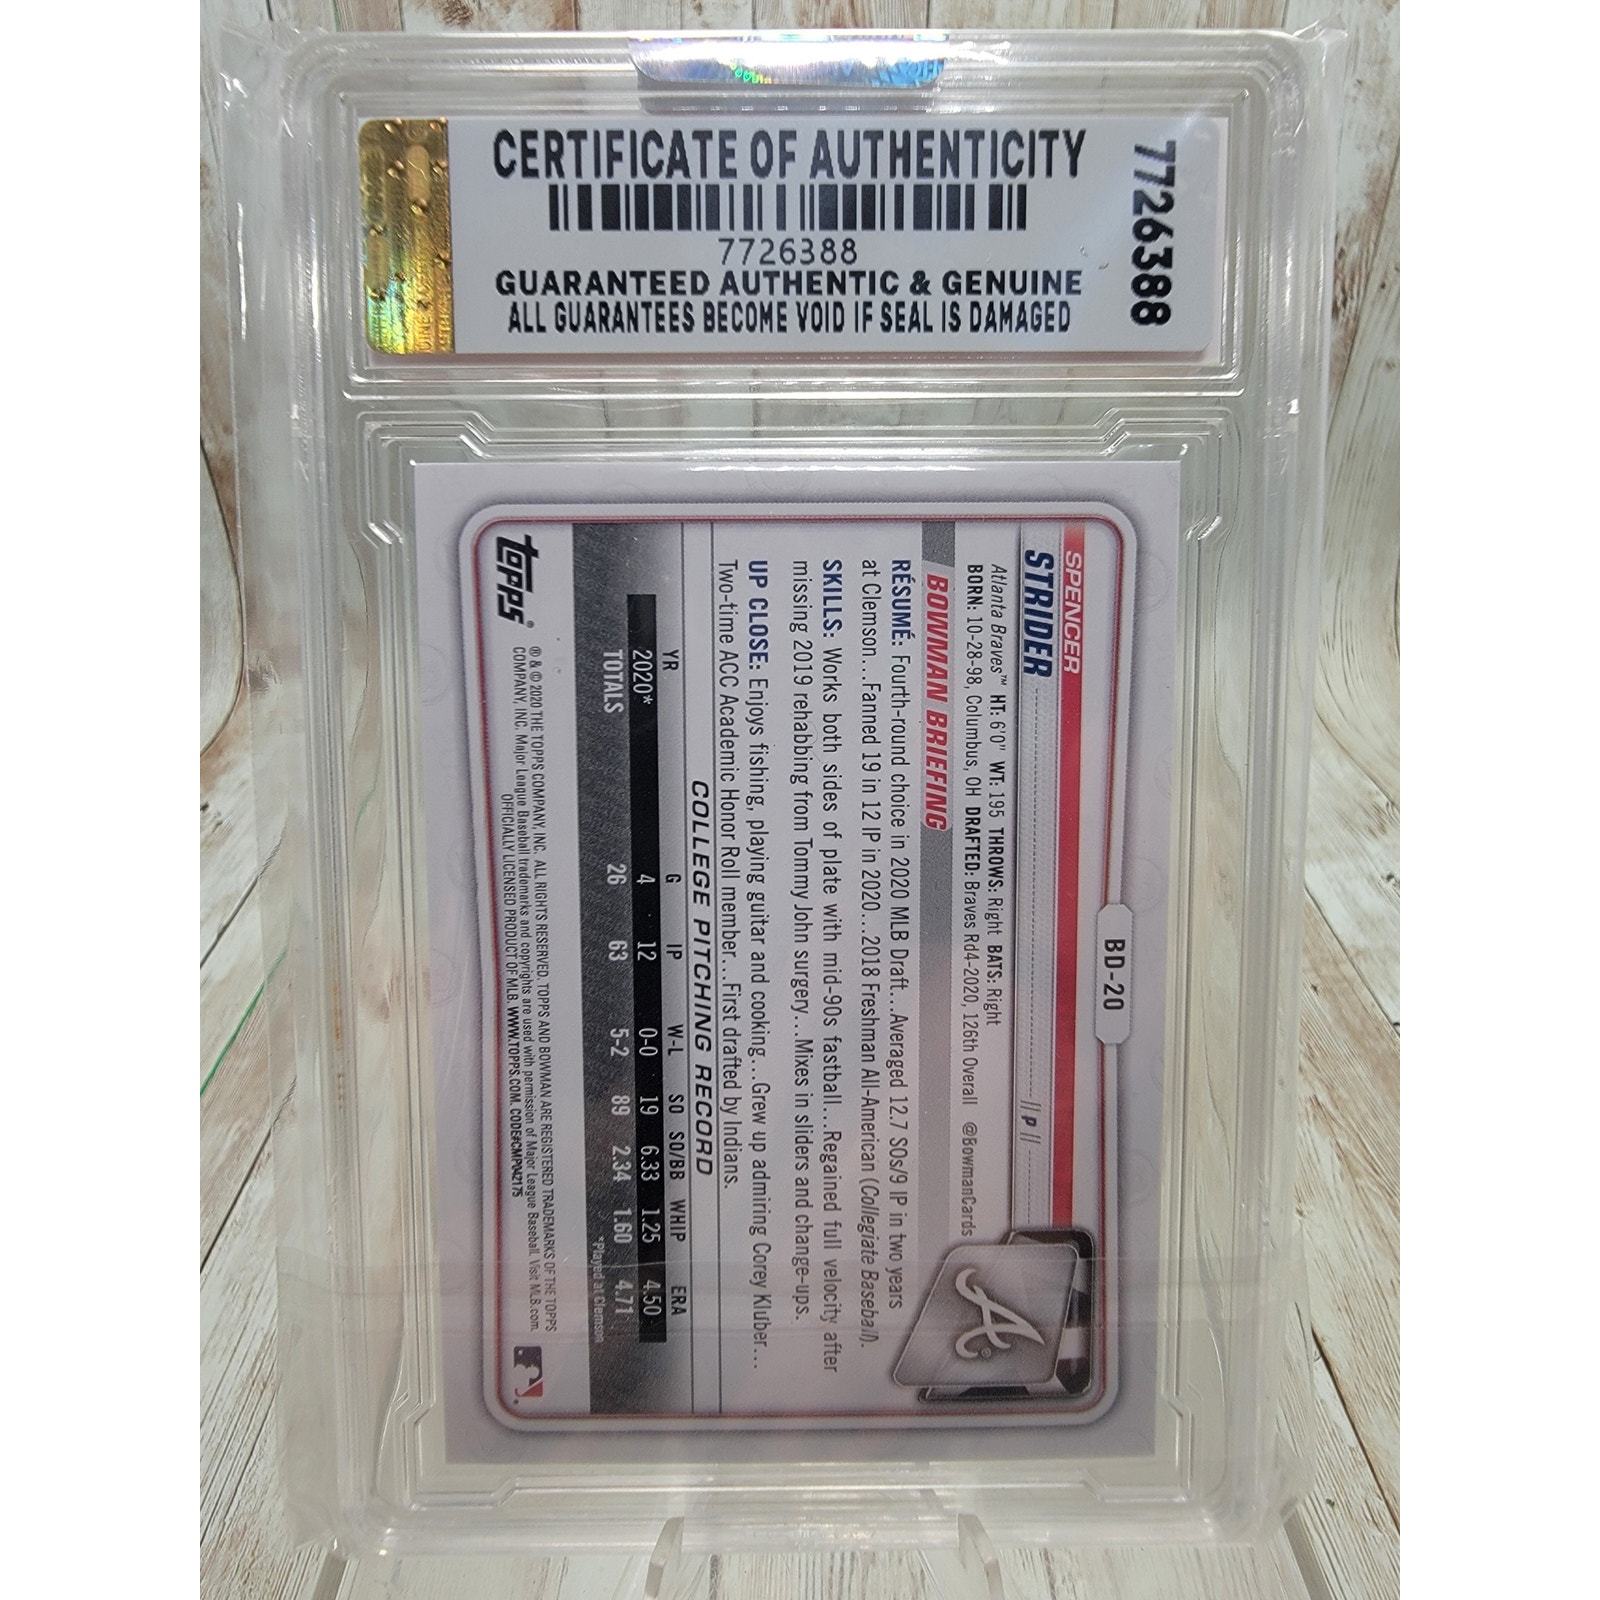 CERTIFICATE OF AUTHENTICITY
7726388
GUARANTEED AUTHENTIC & GENUINE
ALL GUARANTEES BECOME VOID IF SEAL IS DAMAGED
7726388
BD-20
SPENCER
STRIDER
|| P ||
Atlanta Braves™ HT: 6'0" WT: 195 THROWS: Right BATS: Right
BORN: 10-28-98, Columbus, OH DRAFTED: Braves Rd4-2020, 126th Overall @BowmanCards
BOWMAN BRIEFING
RÉSUMÉ: Fourth-round choice in 2020 MLB Draft...Averaged 12.7 SOs/9 IP in two years
at Clemson...Fanned 19 in 12 IP in 2020...2018 Freshman All-American (Collegiate Baseball).
SKILLS: Works both sides of plate with mid-90s fastball...Regained full velocity after
missing 2019 rehabbing from Tommy John surgery...Mixes in sliders and change-ups.
UP CLOSE: Enjoys fishing, playing guitar and cooking...Grew up admiring Corey Kluber...
Two-time ACC Academic Honor Roll member...First drafted by Indians.
COLLEGE PITCHING RECORD
YR G IP W-L SO SO/BB WHIP ERA
2020* 4 12 0-0 19 6.33 1.25 4.50
TOTALS 26 63 5-2 89 2.34 1.60 4.71
*Played at Clemson
topps®
® & © 2020 THE TOPPS COMPANY, INC. ALL RIGHTS RESERVED. TOPPS AND BOWMAN ARE REGISTERED TRADEMARKS OF THE TOPPS
COMPANY, INC. Major League Baseball trademarks and copyrights are used with permission of Major League Baseball. Visit MLB.com.
OFFICIALLY LICENSED PRODUCT OF MLB. WWW.TOPPS.COM. CODE#CMP042175